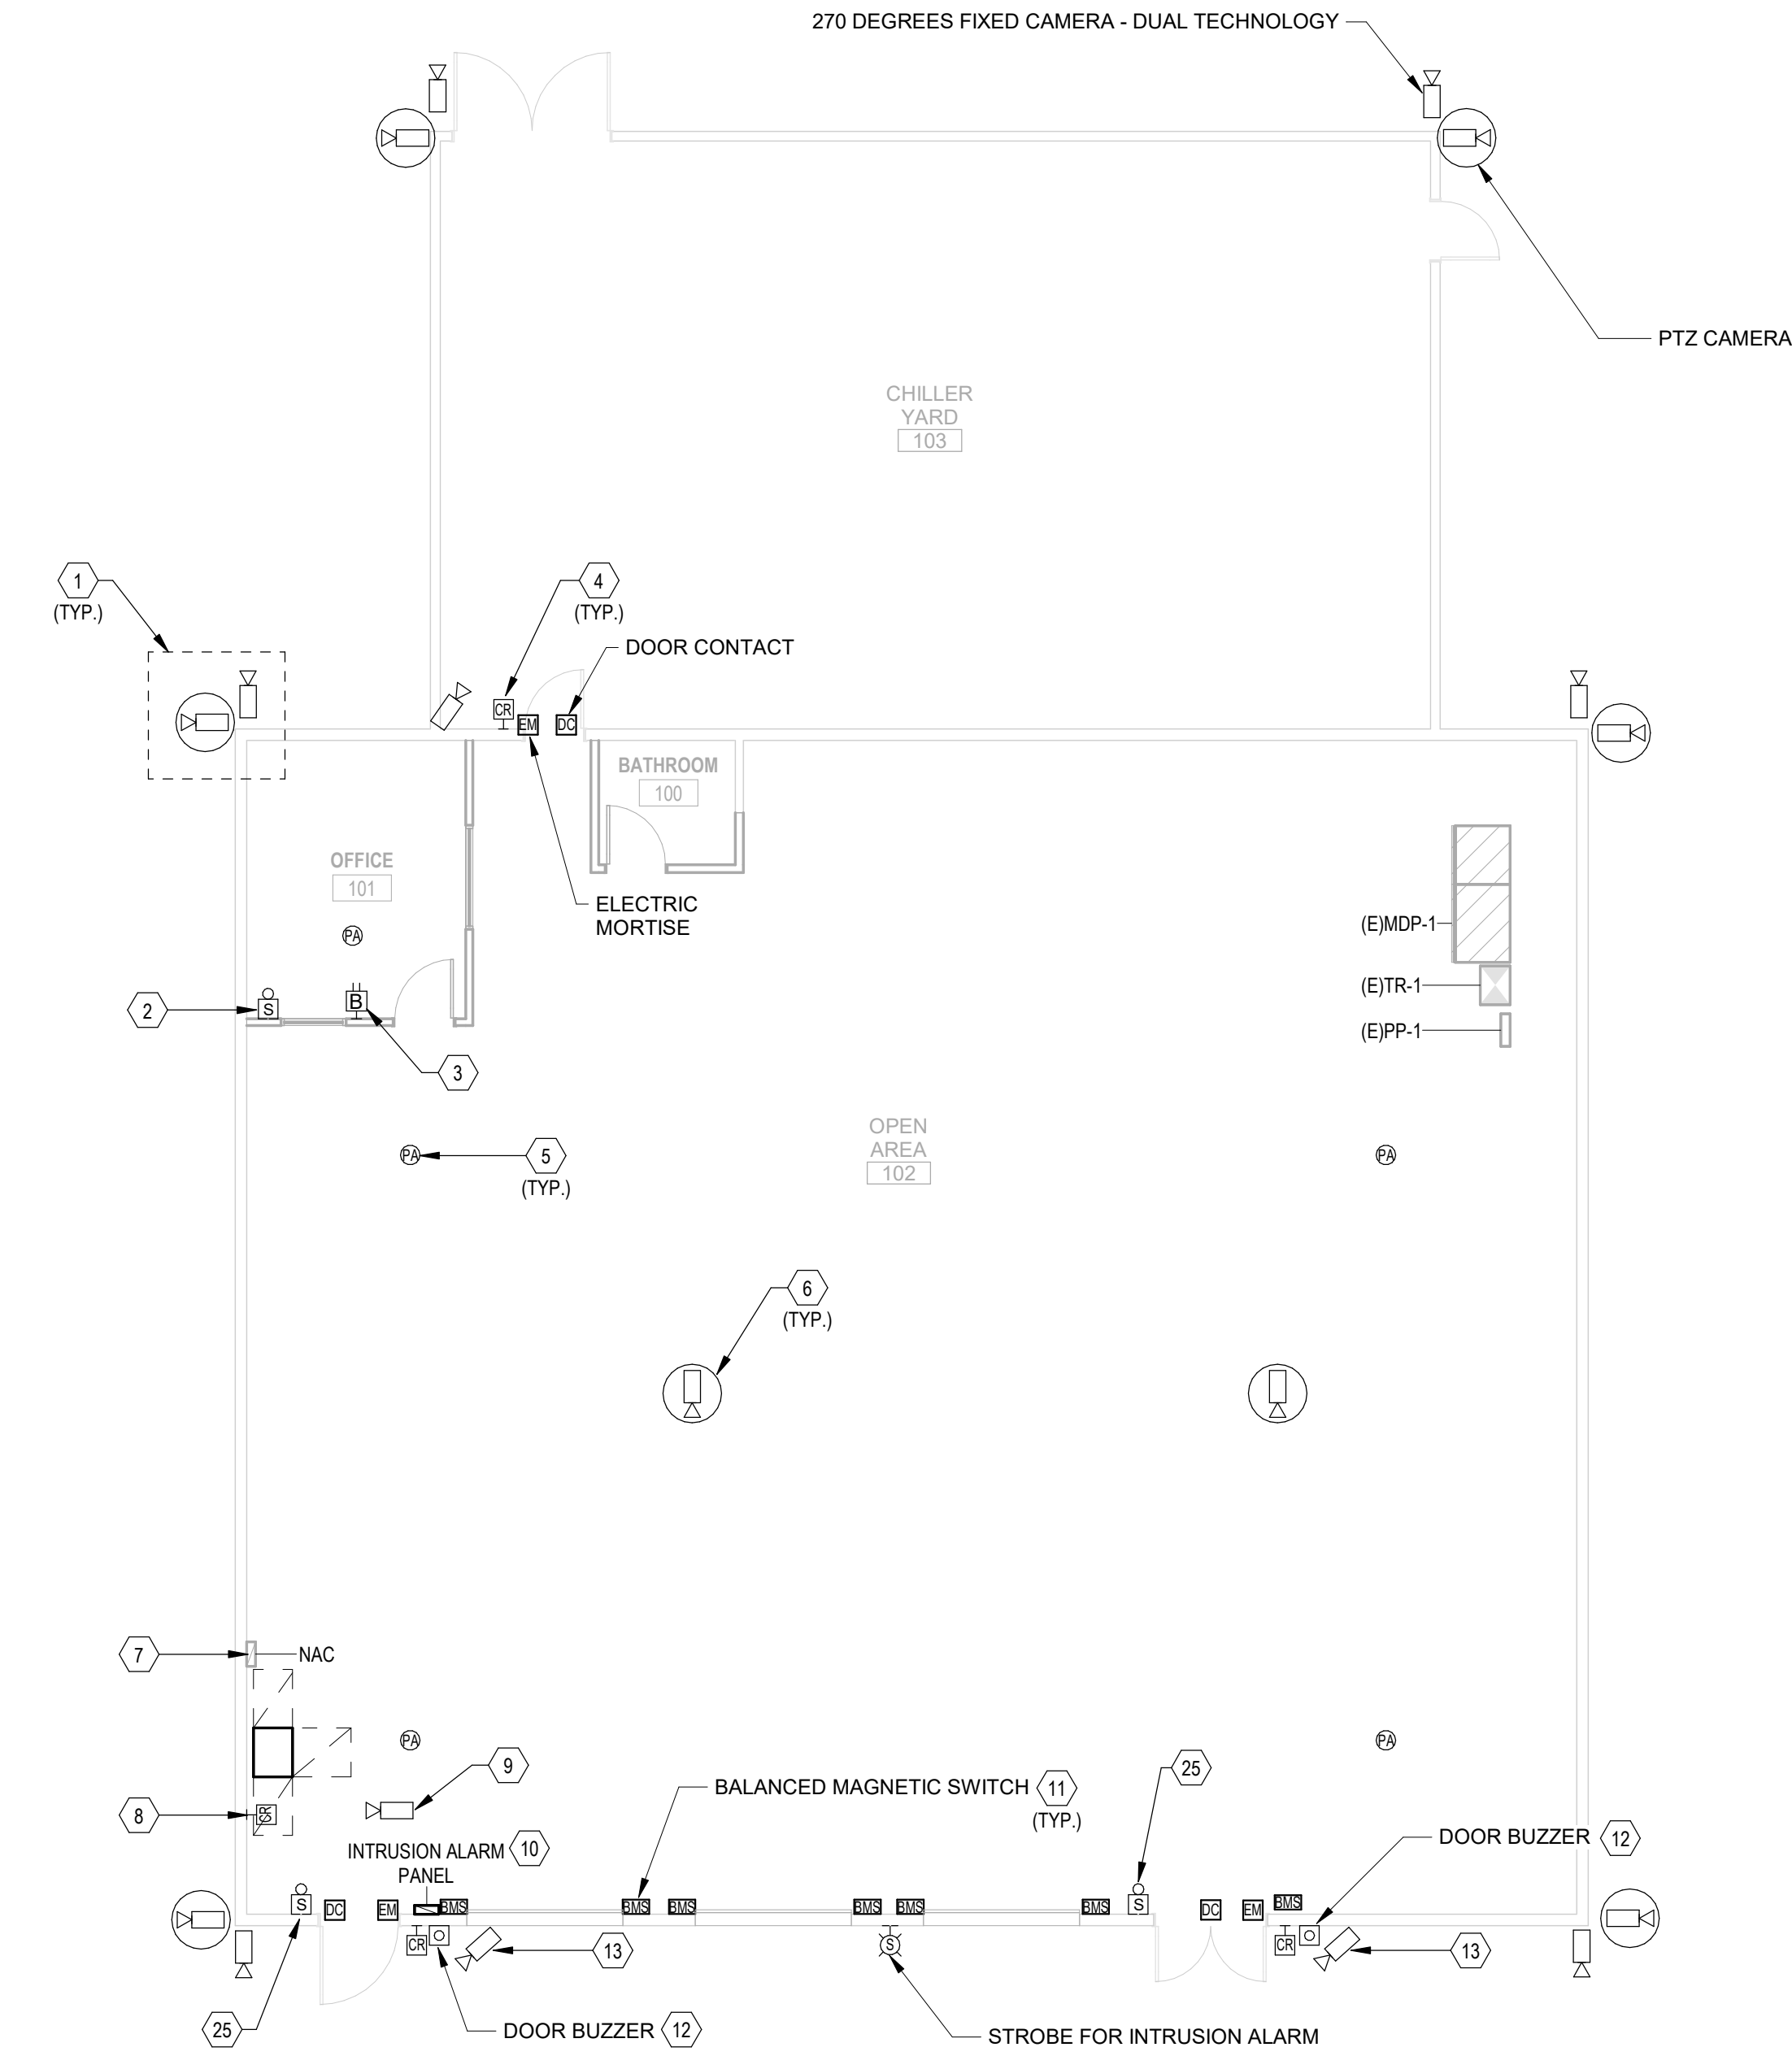 270 DEGREES FIXED CAMERA - DUAL TECHNOLOGY
PTZ CAMERA
CHILLER
YARD
103
1
(TYP.)
4
(TYP.)
DOOR CONTACT
CR
EM
DC
BATHROOM
100
OFFICE
101
ELECTRIC
MORTISE
(E)MDP-1
PA
(E)TR-1
2
S
B
(E)PP-1
3
OPEN
AREA
102
PA
5
(TYP.)
PA
6
(TYP.)
7
NAC
PA
PA
9
25
BALANCED MAGNETIC SWITCH
11
(TYP.)
8
CR
DOOR BUZZER
12
INTRUSION ALARM
PANEL
10
S
DC
EM
BMS
BMS
BMS
BMS
BMS
BMS
S
DC
EM
BMS
CR
13
S
CR
13
25
DOOR BUZZER
12
STROBE FOR INTRUSION ALARM